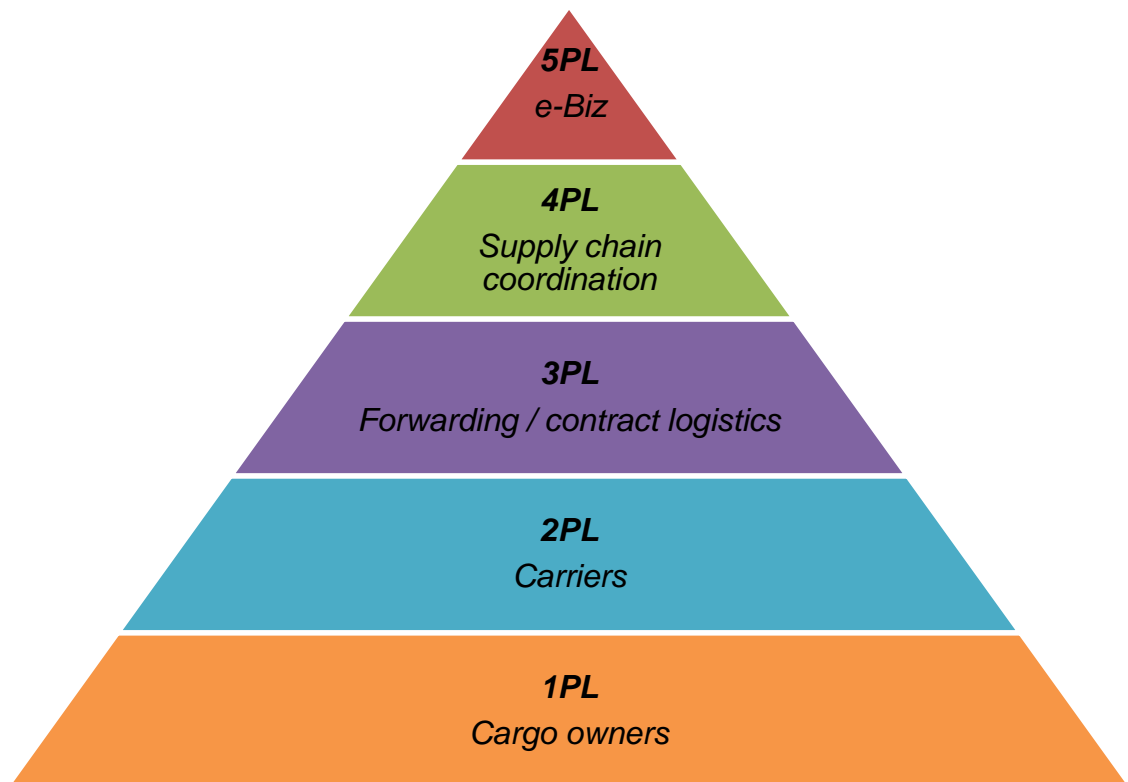 5PL
e-Biz
4PL
Supply chain
coordination
3PL
Forwarding / contract logistics
2PL
Carriers
1PL
Cargo owners